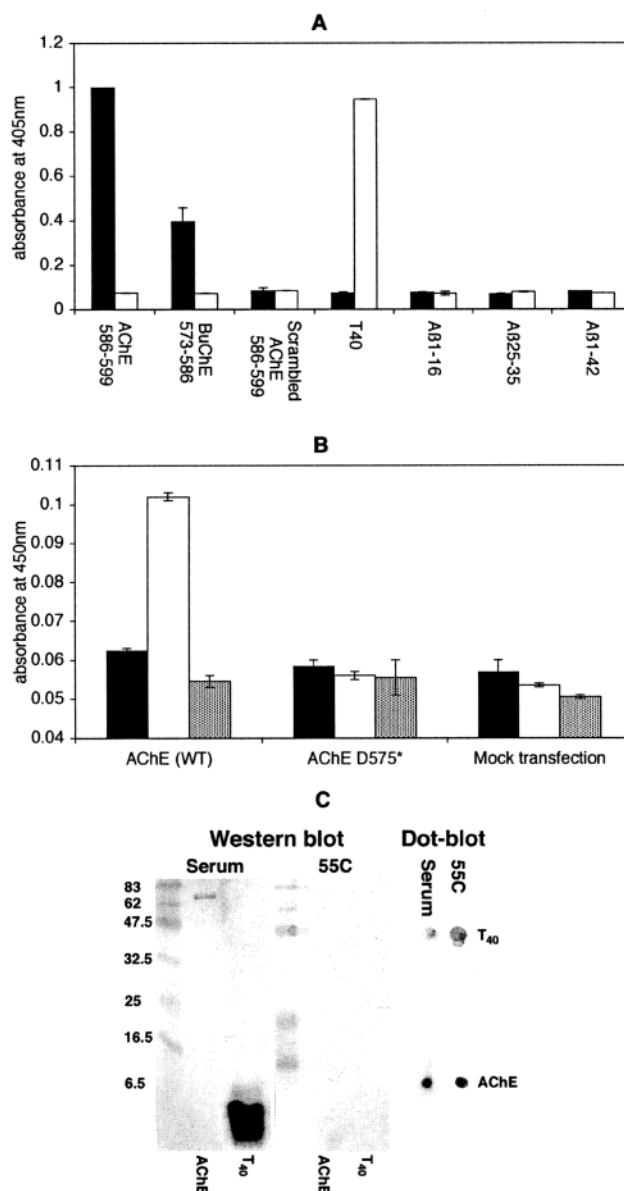 A
absorbance at 405nm
1.2
1
0.8
0.6
0.4
0.2
0
AChE
586-599
BuChE
573-586
Scrambled
AChE
586-599
T40
Aß1-16
Aß25-35
Aß1-42
B
absorbance at 450nm
0.11
0.1
0.09
0.08
0.07
0.06
0.05
0.04
AChE (WT)
AChE D575*
Mock transfection
C
Western blot
Dot-blot
Serum
55C
Serum
55C
83
62
47.5
32.5
25
16.5
6.5
T40
AChE
AChE
T40
AChE
T40